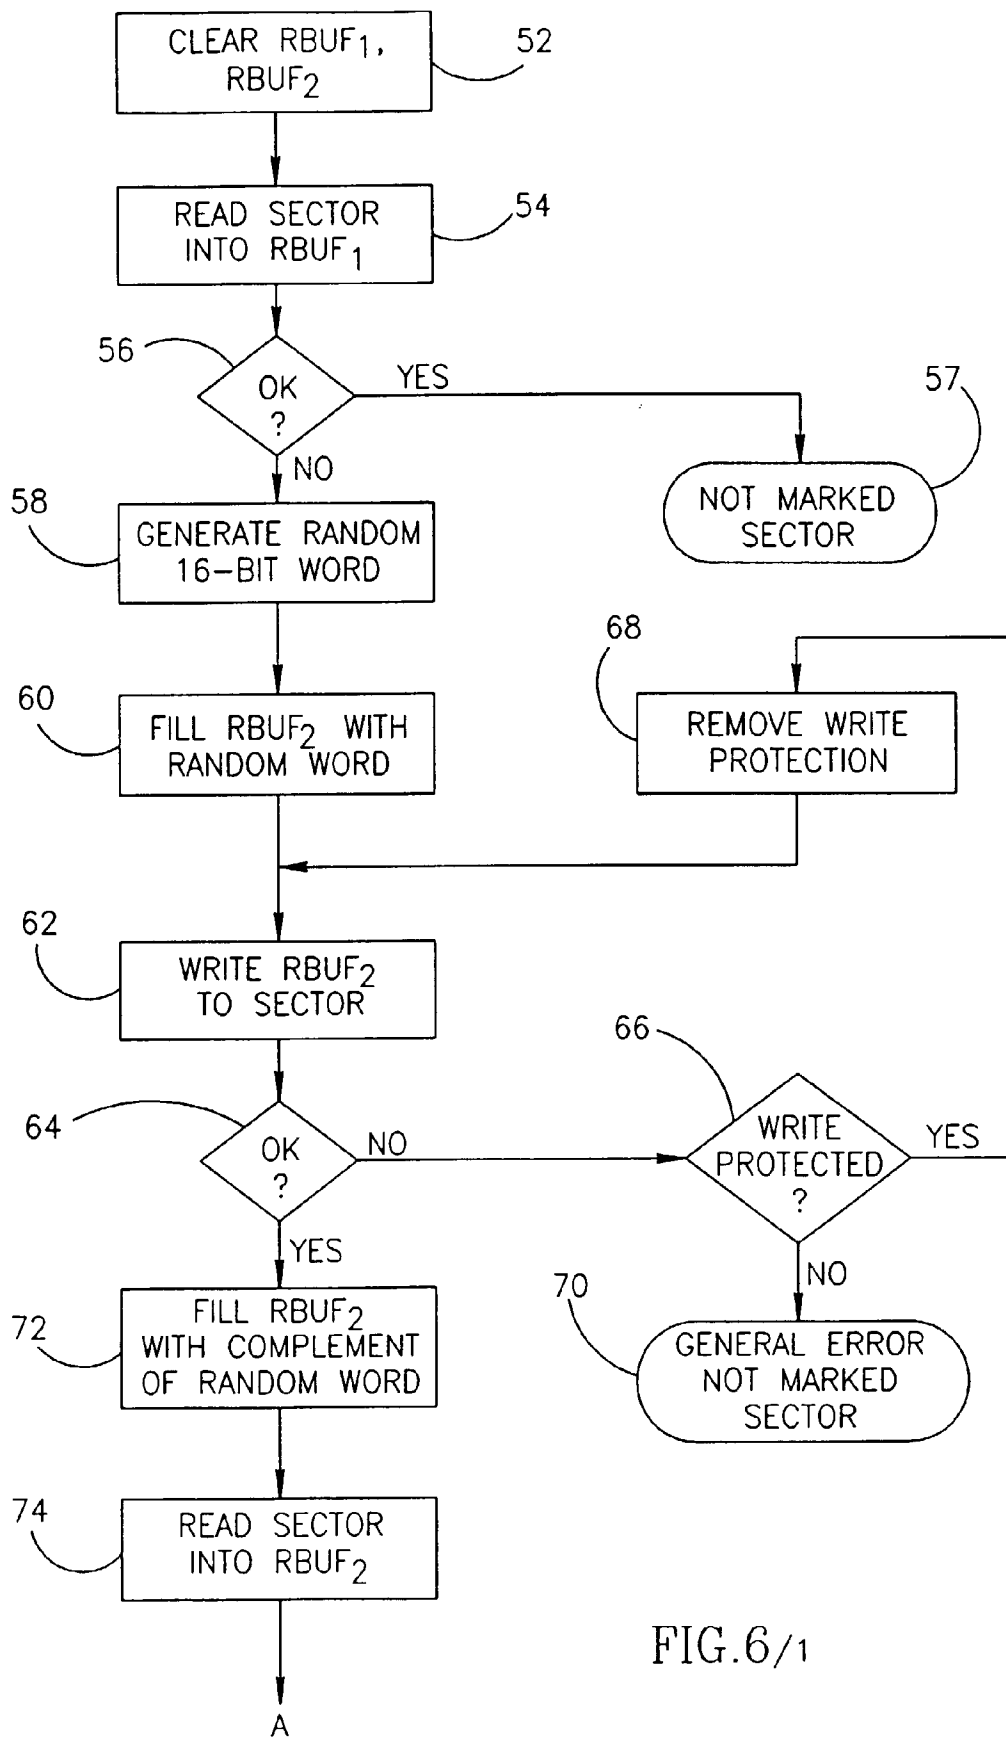 CLEAR RBUF1,
RBUF2
52
READ SECTOR
INTO RBUF1
54
56
OK
?
YES
NO
57
NOT MARKED
SECTOR
58
GENERATE RANDOM
16-BIT WORD
60
FILL RBUF2 WITH
RANDOM WORD
68
REMOVE WRITE
PROTECTION
62
WRITE RBUF2
TO SECTOR
64
OK
?
NO
YES
66
WRITE
PROTECTED
?
YES
NO
70
GENERAL ERROR
NOT MARKED
SECTOR
72
FILL RBUF2
WITH COMPLEMENT
OF RANDOM WORD
74
READ SECTOR
INTO RBUF2
A
FIG.6/1